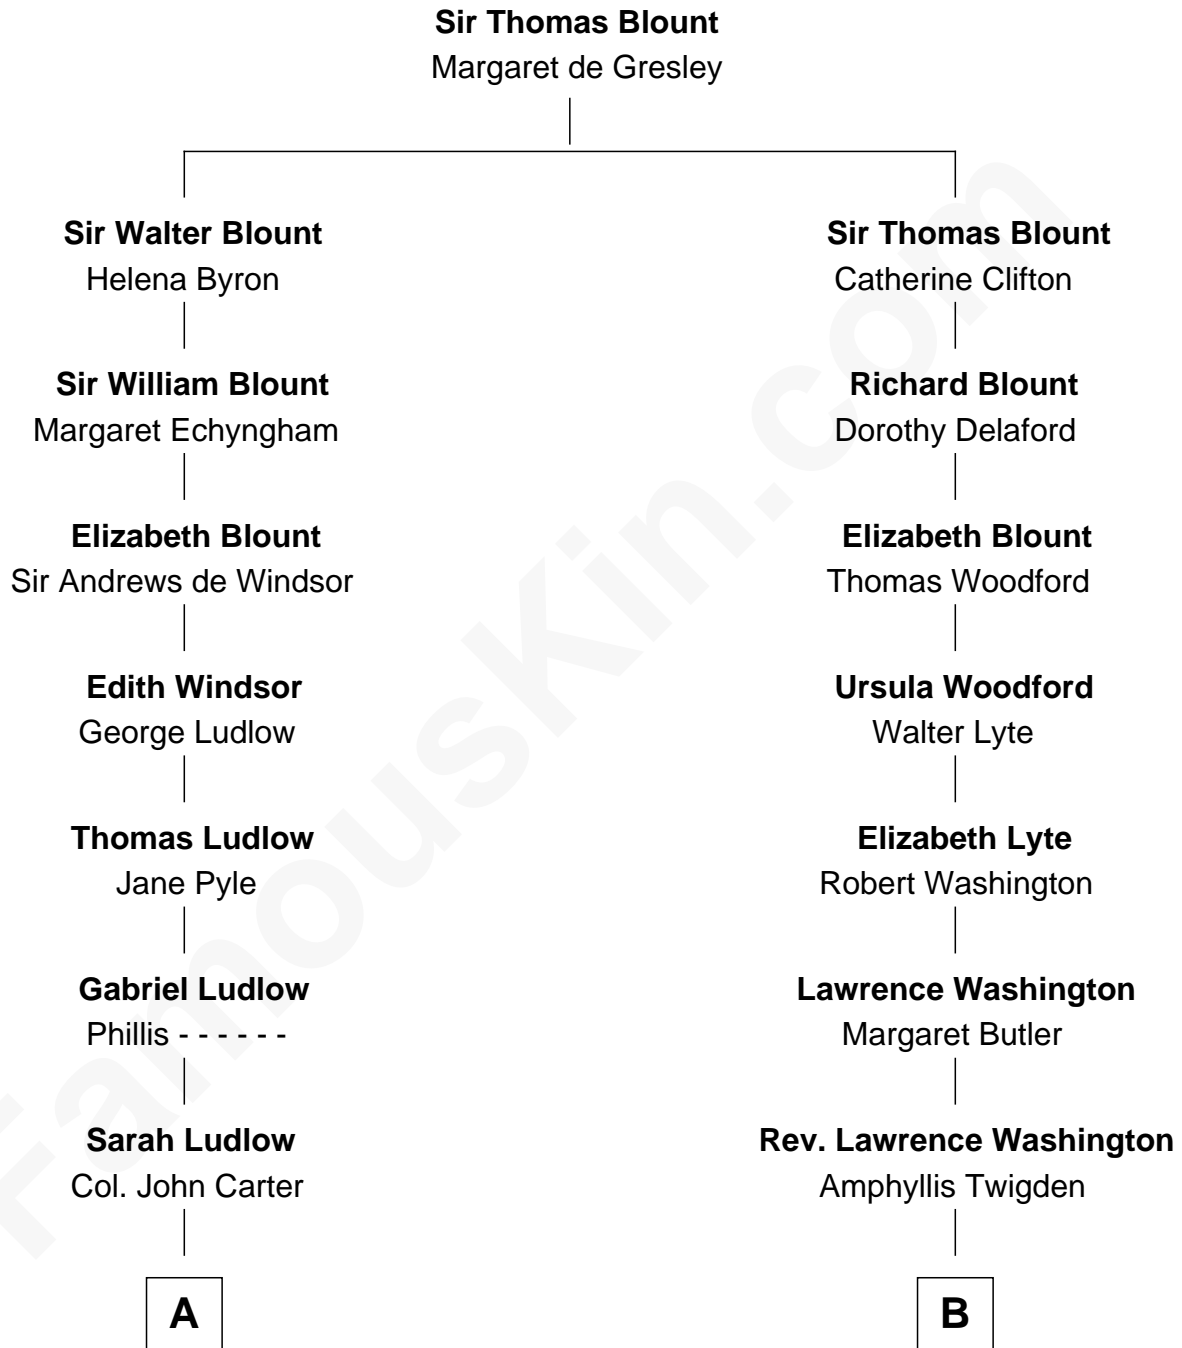 Sir Thomas Blount
Margaret de Gresley
Sir Walter Blount
Helena Byron
Sir Thomas Blount
Catherine Clifton
Sir William Blount
Margaret Echyngham
Richard Blount
Dorothy Delaford
Elizabeth Blount
Sir Andrews de Windsor
Elizabeth Blount
Thomas Woodford
Edith Windsor
George Ludlow
Ursula Woodford
Walter Lyte
Thomas Ludlow
Jane Pyle
Elizabeth Lyte
Robert Washington
Gabriel Ludlow
Phillis - - - - - -
Lawrence Washington
Margaret Butler
Sarah Ludlow
Col. John Carter
Rev. Lawrence Washington
Amphyllis Twigden
A
B
FamousKin.com